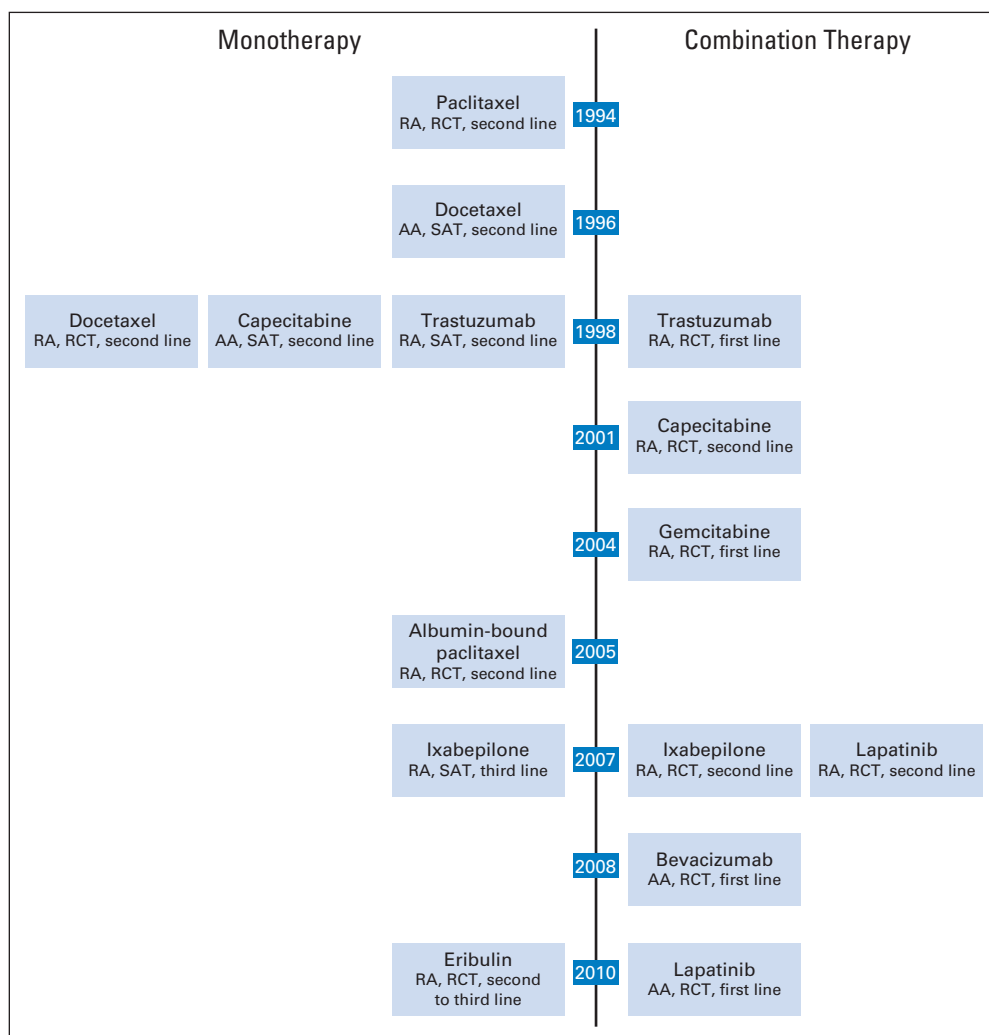 Monotherapy
Combination Therapy
Paclitaxel
RA, RCT, second line
1994
Docetaxel
AA, SAT, second line
1996
Docetaxel
RA, RCT, second line
Capecitabine
AA, SAT, second line
Trastuzumab
RA, SAT, second line
1998
Trastuzumab
RA, RCT, first line
2001
Capecitabine
RA, RCT, second line
2004
Gemcitabine
RA, RCT, first line
Albumin-bound
paclitaxel
RA, RCT, second line
2005
Ixabepilone
RA, SAT, third line
2007
Ixabepilone
RA, RCT, second line
Lapatinib
RA, RCT, second line
2008
Bevacizumab
AA, RCT, first line
Eribulin
RA, RCT, second
to third line
2010
Lapatinib
AA, RCT, first line